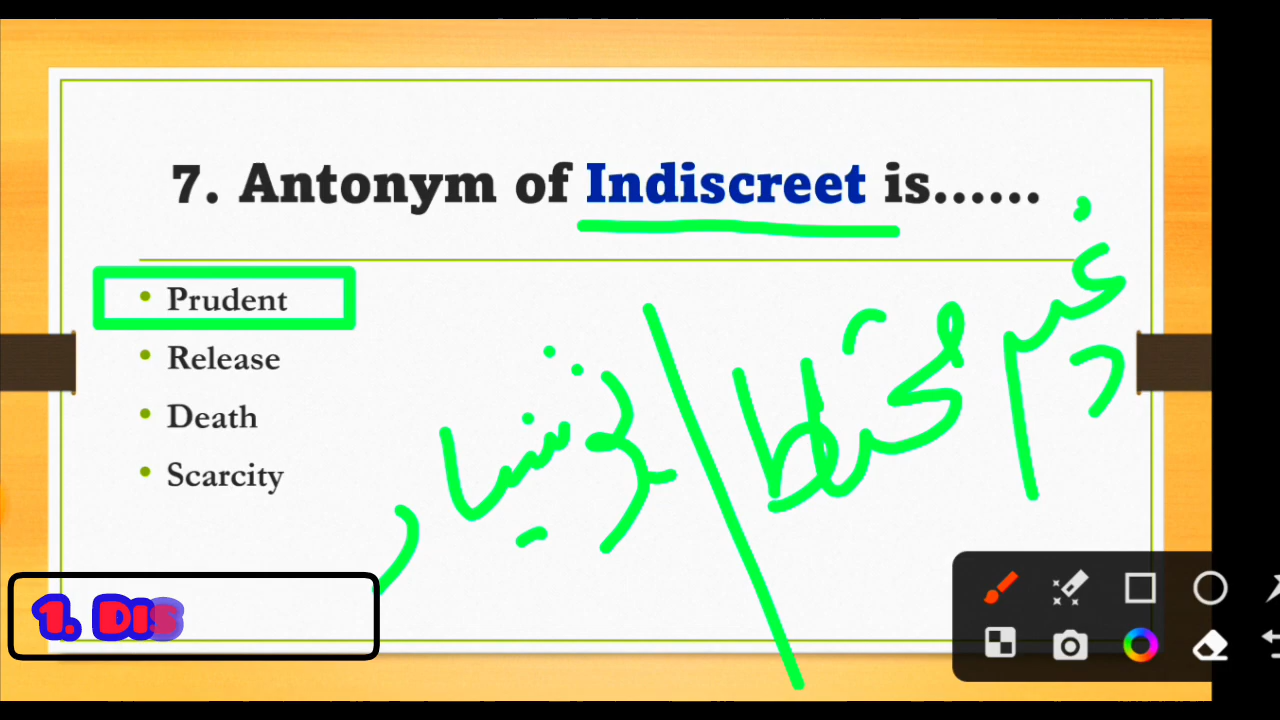 7. Antonym of Indiscreet is......
Prudent
Release
Death
Scarcity
غیر محتاط / ہوشیار
1. Dis